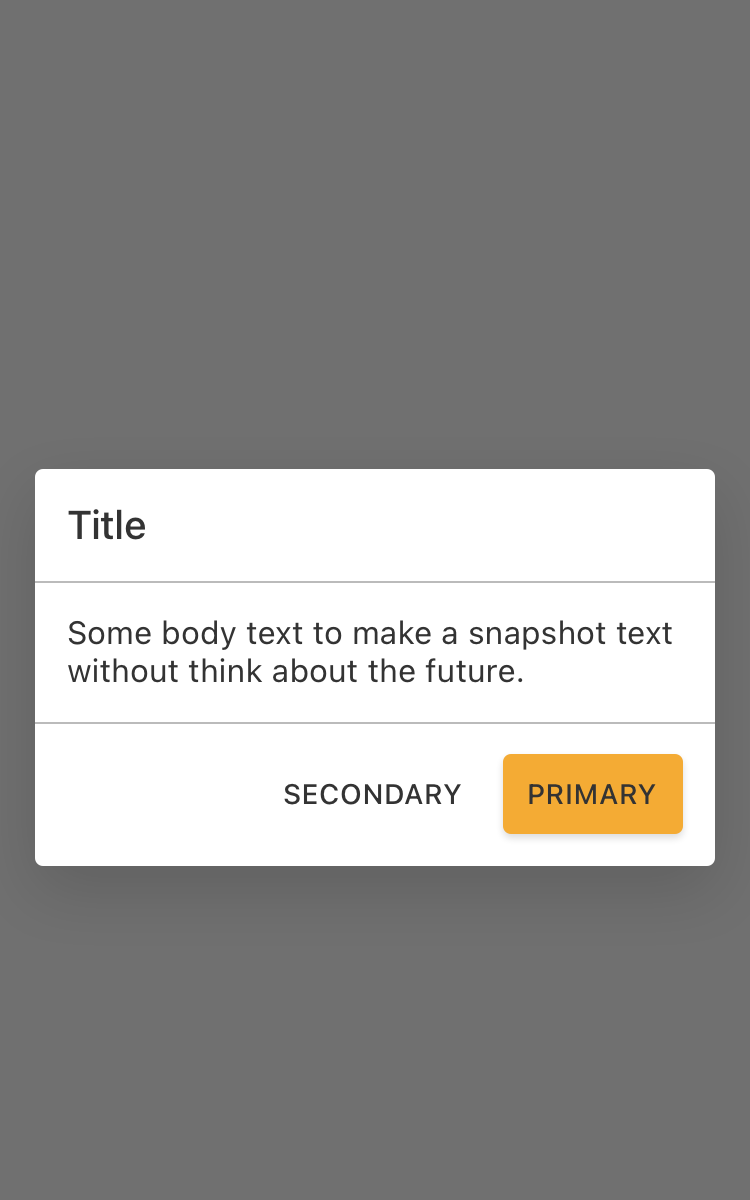 Title
Some body text to make a snapshot text
without think about the future.
SECONDARY
PRIMARY